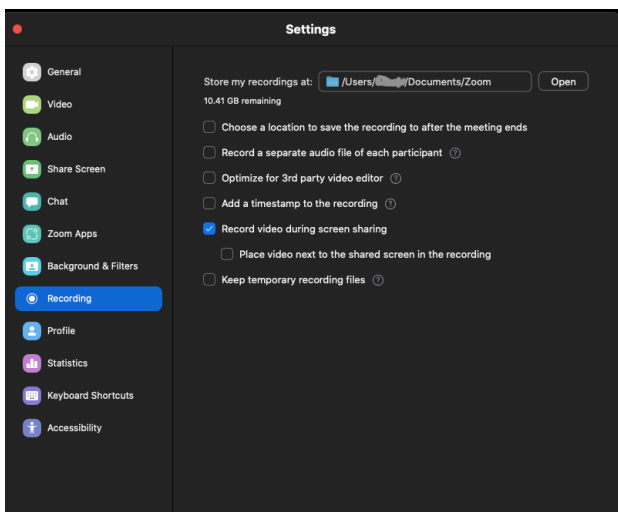 Settings
General
Video
Audio
Share Screen
Chat
Zoom Apps
Background & Filters
Recording
Profile
Statistics
Keyboard Shortcuts
Accessibility
Store my recordings at: /Users/ /Documents/Zoom Open
10.41 GB remaining
Choose a location to save the recording to after the meeting ends
Record a separate audio file of each participant ?
Optimize for 3rd party video editor ?
Add a timestamp to the recording ?
Record video during screen sharing
Place video next to the shared screen in the recording
Keep temporary recording files ?